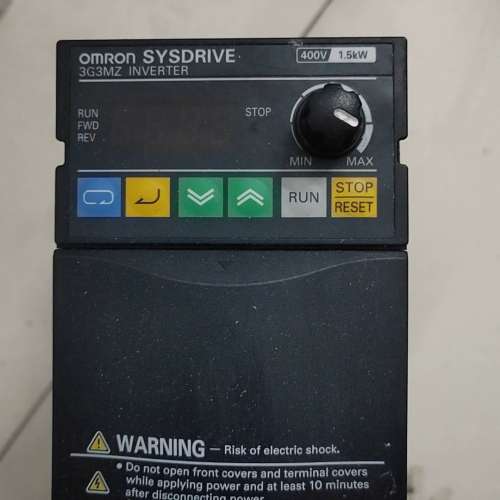 OMRON SYSDRIVE
400V 1.5kW
3G3MZ INVERTER
RUN
FWD
REV
STOP
MIN MAX
RUN
STOP
RESET
WARNING – Risk of electric shock.
• Do not open front covers and terminal covers
while applying power and at least 10 minutes
after disconnecting power